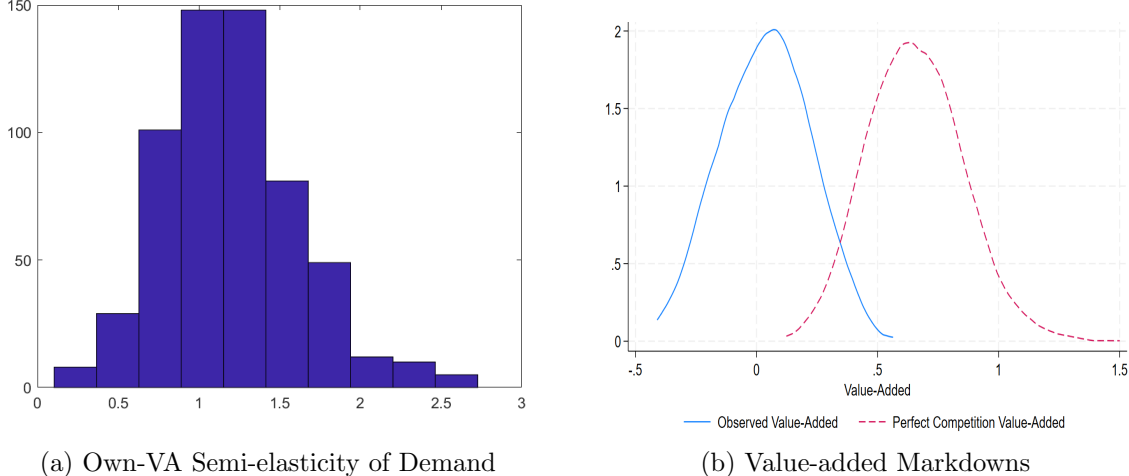 150
100
50
0
0 0.5 1 1.5 2 2.5 3
(a) Own-VA Semi-elasticity of Demand
2
1.5
1
.5
0
-.5 0 .5 1 1.5
Value-Added
Observed Value-Added Perfect Competition Value-Added
(b) Value-added Markdowns